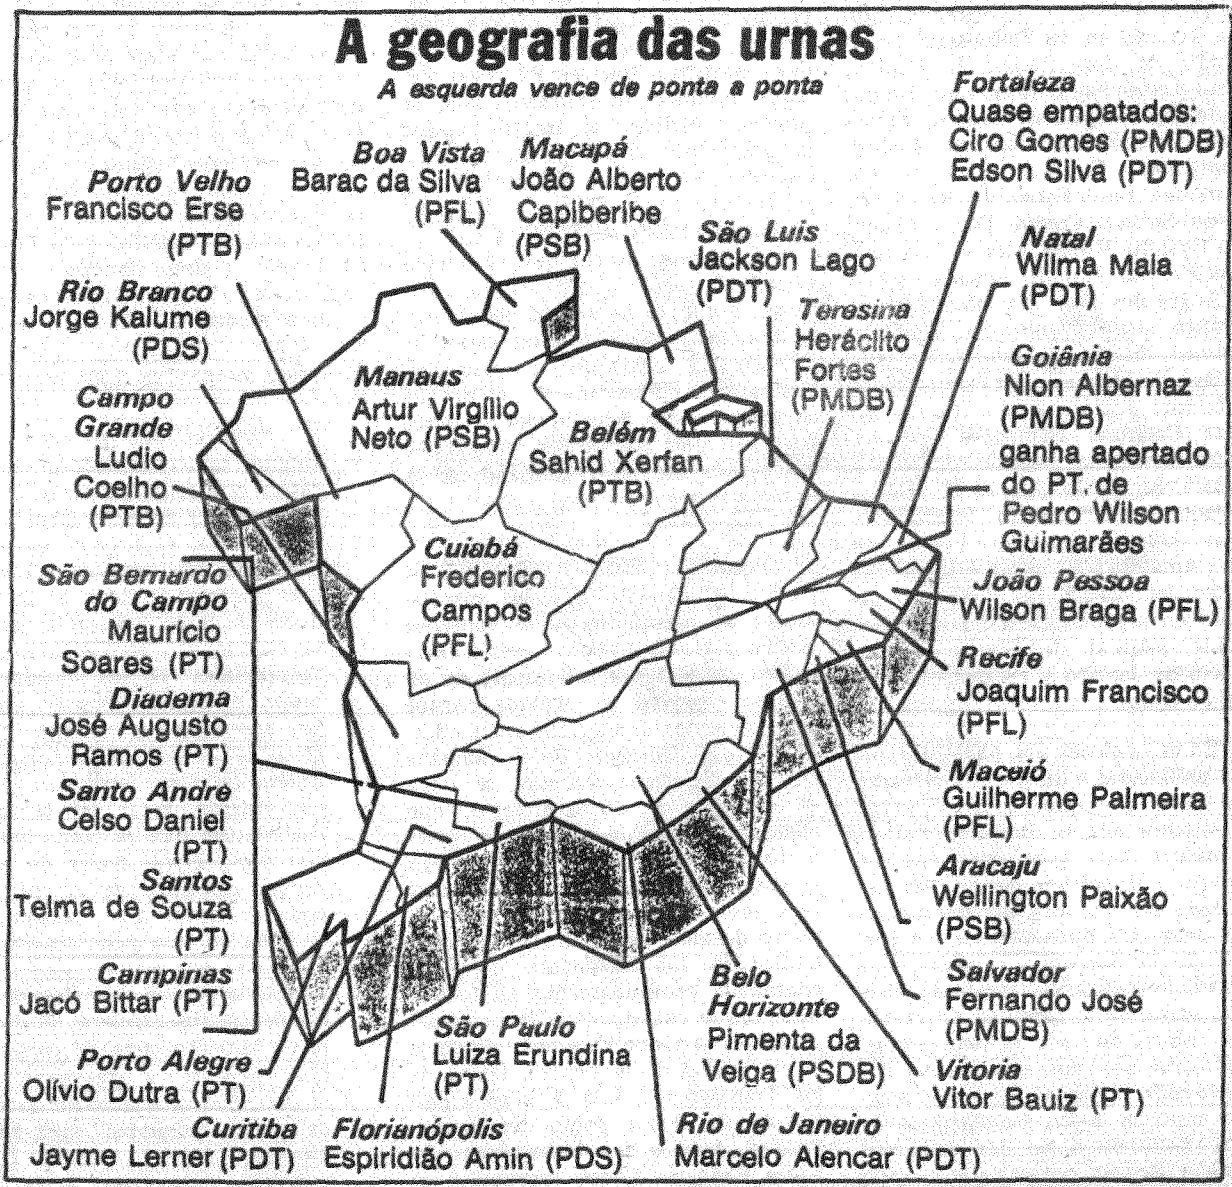 A geografia das urnas
A esquerda vence de ponta a ponta
Fortaleza
Quase empatados:
Ciro Gomes (PMDB)
Edson Silva (PDT)
Boa Vista
Barac da Silva
(PFL)
Macapá
João Alberto
Capiberibe
(PSB)
Porto Velho
Francisco Erse
(PTB)
São Luis
Jackson Lago
(PDT)
Natal
Wilma Maia
(PDT)
Rio Branco
Jorge Kalume
(PDS)
Teresina
Heráclito
Fortes
(PMDB)
Goiânia
Nion Albernaz
(PMDB)
ganha apertado
do PT. de
Pedro Wilson
Guimarães
Manaus
Artur Virgílio
Neto (PSB)
Campo
Grande
Ludio
Coelho
(PTB)
Belém
Sahid Xerfan
(PTB)
Cuiabá
Frederico
Campos
(PFL)
São Bernardo
do Campo
Maurício
Soares (PT)
João Pessoa
Wilson Braga (PFL)
Recife
Joaquim Francisco
(PFL)
Diadema
José Augusto
Ramos (PT)
Maceió
Guilherme Palmeira
(PFL)
Santo André
Celso Daniel
(PT)
Aracaju
Wellington Paixão
(PSB)
Santos
Telma de Souza
(PT)
Salvador
Fernando José
(PMDB)
Campinas
Jacó Bittar (PT)
Belo
Horizonte
Pimenta da
Veiga (PSDB)
São Paulo
Luiza Erundina
(PT)
Porto Alegre
Olívio Dutra (PT)
Vitoria
Vitor Bauiz (PT)
Curitiba
Jayme Lerner (PDT)
Florianópolis
Espiridião Amin (PDS)
Rio de Janeiro
Marcelo Alencar (PDT)